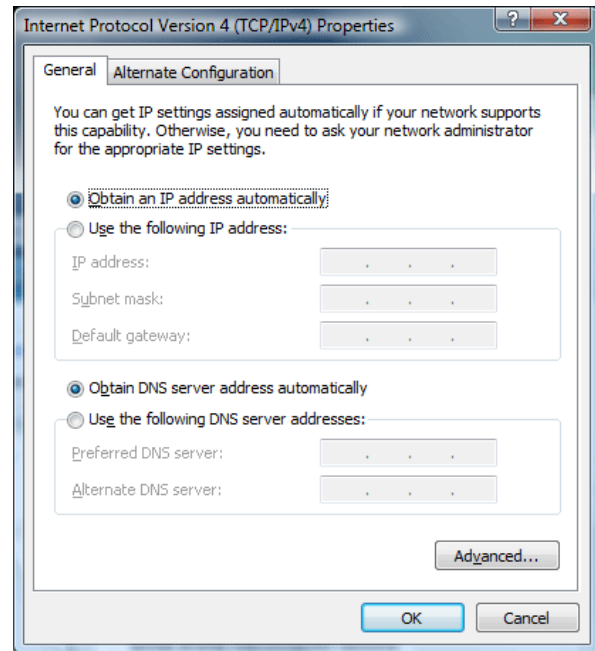 Internet Protocol Version 4 (TCP/IPv4) Properties
?
X
General
Alternate Configuration
You can get IP settings assigned automatically if your network supports
this capability. Otherwise, you need to ask your network administrator
for the appropriate IP settings.
Obtain an IP address automatically
Use the following IP address:
IP address:
. . .
Subnet mask:
. . .
Default gateway:
. . .
Obtain DNS server address automatically
Use the following DNS server addresses:
Preferred DNS server:
. . .
Alternate DNS server:
. . .
Advanced...
OK
Cancel